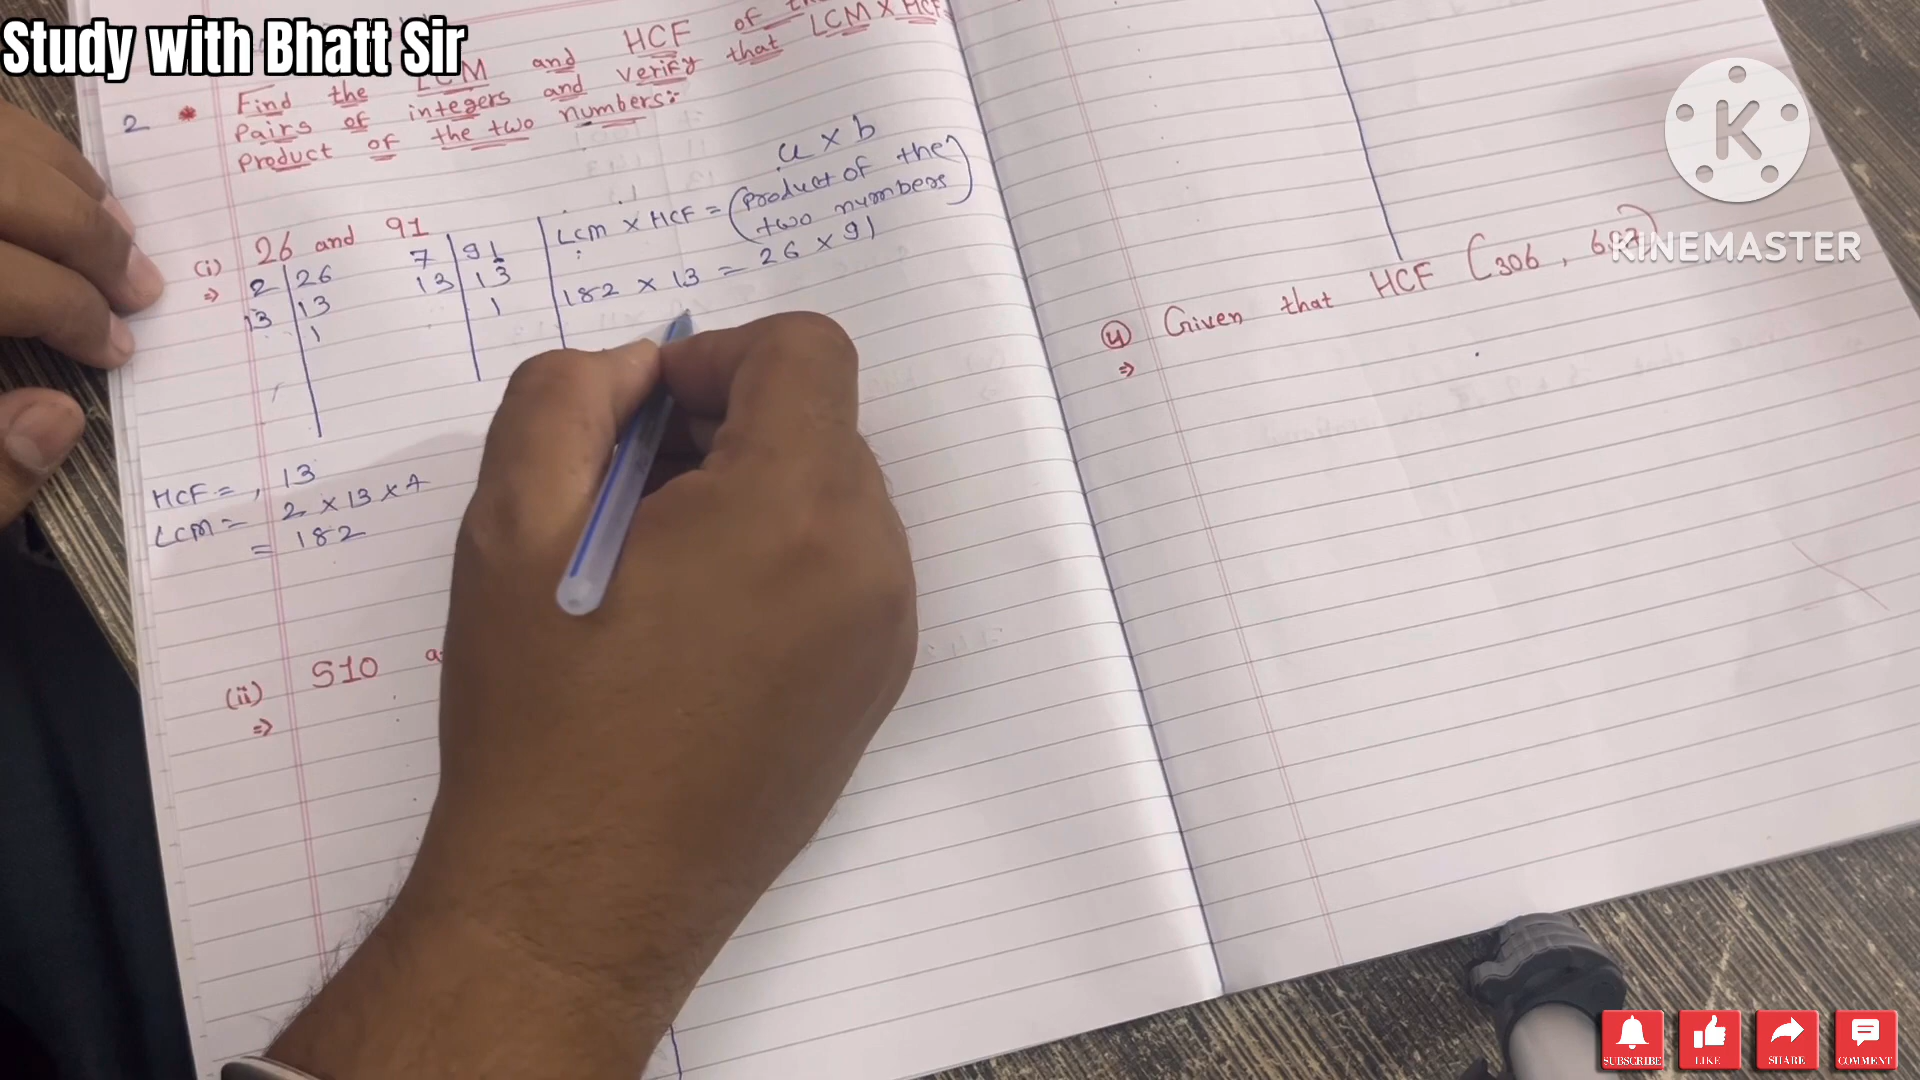 Study with Bhatt Sir
2 * Find the LCM and HCF of
Pairs of integers and verify that LCM X HCF =
Product of the two numbers:-
(i) 26 and 91
=> 2 | 26
13 | 13
1
7 | 91
13 | 13
1
a x b
LCM x HCF = (Product of the
two numbers)
182 x 13 = 26 x 91
HCF = , 13
LCM = 2 x 13 x 7
= 182
(ii) 510 a
=>
(4) Given that HCF (306, 657)
=>
KINEMASTER
SUBSCRIBE
LIKE
SHARE
COMMENT